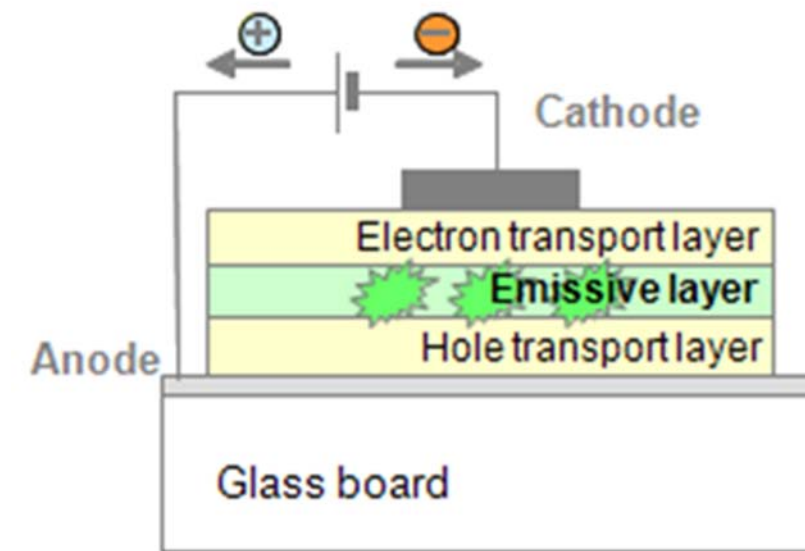 +
−
Cathode
Electron transport layer
Emissive layer
Hole transport layer
Anode
Glass board